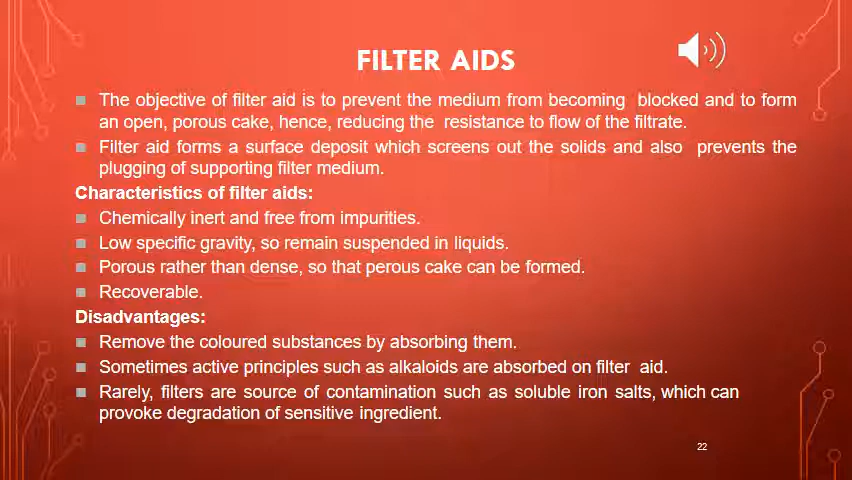 FILTER AIDS
The objective of filter aid is to prevent the medium from becoming blocked and to form
an open, porous cake, hence, reducing the resistance to flow of the filtrate.
Filter aid forms a surface deposit which screens out the solids and also prevents the
plugging of supporting filter medium.
Characteristics of filter aids:
Chemically inert and free from impurities.
Low specific gravity, so remain suspended in liquids.
Porous rather than dense, so that perous cake can be formed.
Recoverable.
Disadvantages:
Remove the coloured substances by absorbing them.
Sometimes active principles such as alkaloids are absorbed on filter aid.
Rarely, filters are source of contamination such as soluble iron salts, which can
provoke degradation of sensitive ingredient.
22